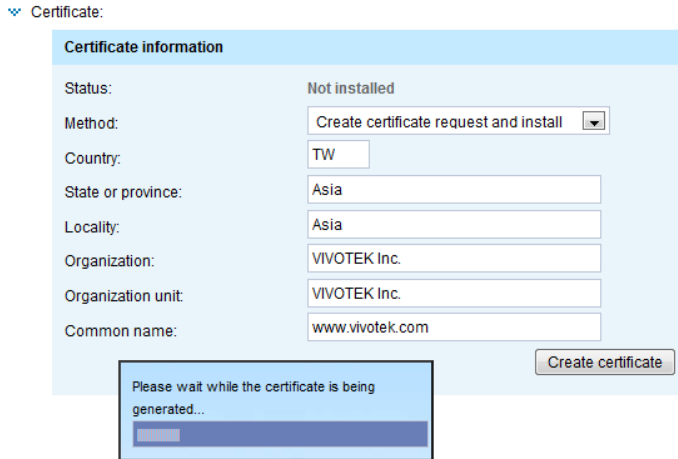 Certificate:
Certificate information
Status: Not installed
Method: Create certificate request and install
Country: TW
State or province: Asia
Locality: Asia
Organization: VIVOTEK Inc.
Organization unit: VIVOTEK Inc.
Common name: www.vivotek.com
Create certificate
Please wait while the certificate is being
generated...